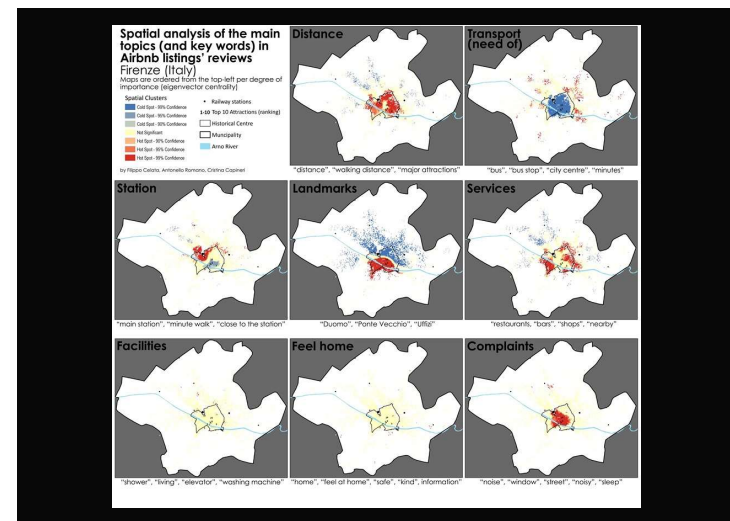 Spatial analysis of the main
topics (and key words) in
Airbnb listings' reviews
Firenze (Italy)
Maps are ordered from the top-left per degree of
importance (eigenvector centrality)
Spatial Clusters
Cold Spot - 99% Confidence
Cold Spot - 95% Confidence
Cold Spot - 90% Confidence
Not Significant
Hot Spot - 90% Confidence
Hot Spot - 95% Confidence
Hot Spot - 99% Confidence
Railway stations
1-10 Top 10 Attractions (ranking)
Historical Centre
Municipality
Arno River
by Filippo Celata, Antonello Romano, Cristina Capineri
Distance
"distance", "walking distance", "major attractions"
Transport
(need of)
"bus", "bus stop", "city centre", "minutes"
Station
"main station", "minute walk", "close to the station"
Landmarks
"Duomo", "Ponte Vecchio", "Uffizi"
Services
"restaurants, "bars", "shops", "nearby"
Facilities
"shower", "living", "elevator", "washing machine"
Feel home
"home", "feel at home", "safe", "kind", information"
Complaints
"noise", "window", "street", "noisy", "sleep"